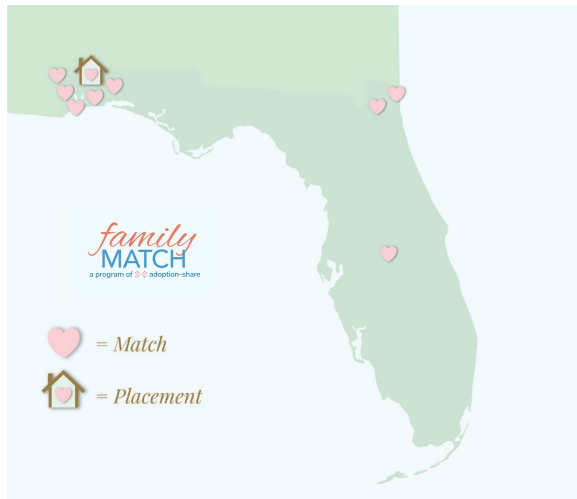 family
MATCH
a program of adoption-share
= Match
= Placement